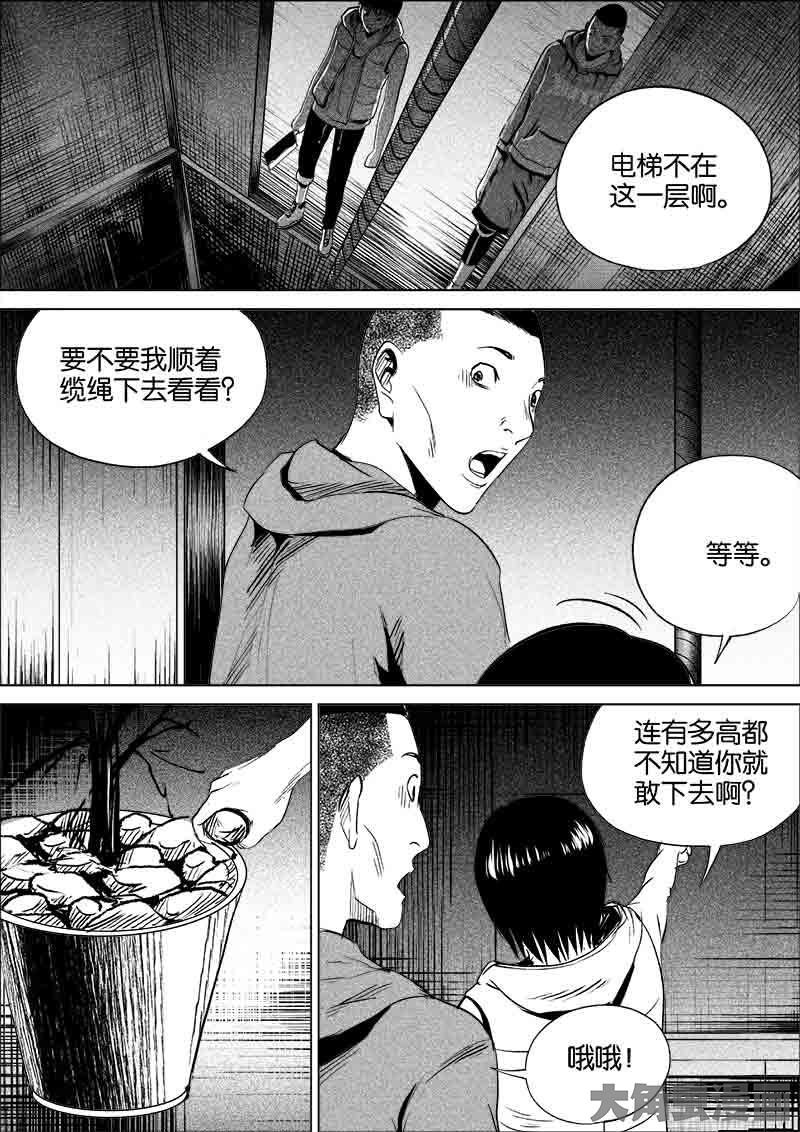 电梯不在
这一层啊。
要不要我顺着
缆绳下去看看？
等等。
连有多高都
不知道你就
敢下去啊？
哦哦！